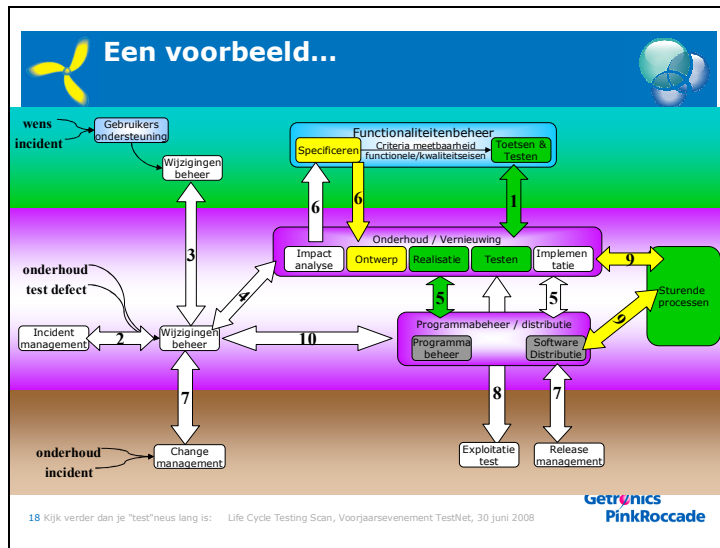 Een voorbeeld...
wens
incident
Gebruikers
ondersteuning
Wijzigingen
beheer
Functionaliteitenbeheer
Specificeren
Criteria meetbaarheid
functionele/kwaliteitseisen
Toetsen &
Testen
6
6
1
3
Onderhoud / Vernieuwing
Impact
analyse
Ontwerp
Realisatie
Testen
Implemen
tatie
9
Sturende
processen
onderhoud
test defect
4
5
5
9
Incident
management
2
Wijzigingen
beheer
10
Programmabeheer / distributie
Programma
beheer
Software
Distributie
7
8
7
onderhoud
incident
Change
management
Exploitatie
test
Release
management
18 Kijk verder dan je "test"neus lang is: Life Cycle Testing Scan, Voorjaarsevenement TestNet, 30 juni 2008
Getronics
PinkRoccade